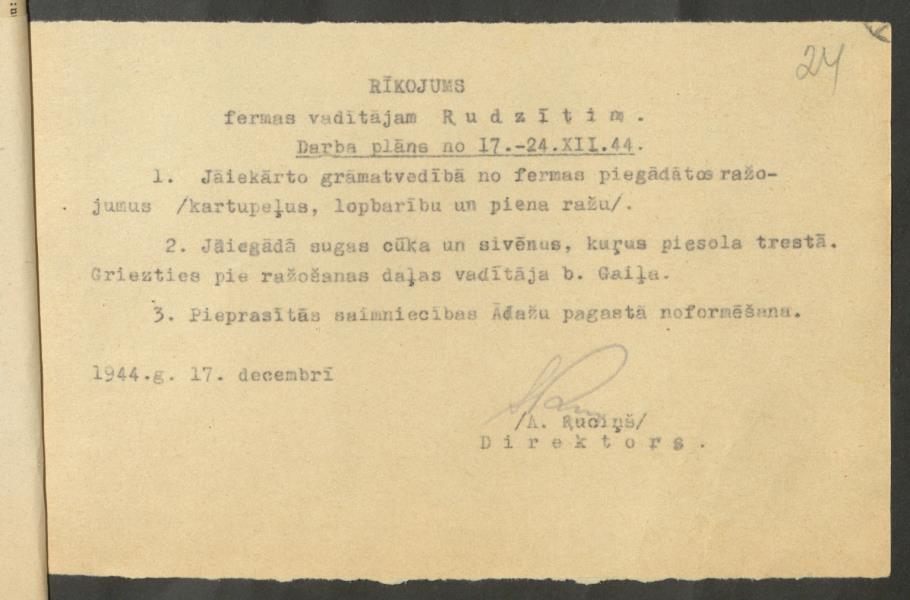 24
RĪKOJUMS
fermas vadītājam Rudzītim.
Darba plāns no 17.-24.XII.44.
1. Jāiekārto grāmatvedībā no fermas piegādātos ražo-
jumus /kartupeļus, lopbarību un piena ražu/.
2. Jāiegādā sugas cūka un sivēnus, kuŗus piesola trestā.
Griezties pie ražošanas daļas vadītāja b. Gaiļa.
3. Pieprasītās saimniecības Ādažu pagastā noformēšana.
1944.g. 17. decembrī
/A. Ruciņš/
Direktors.